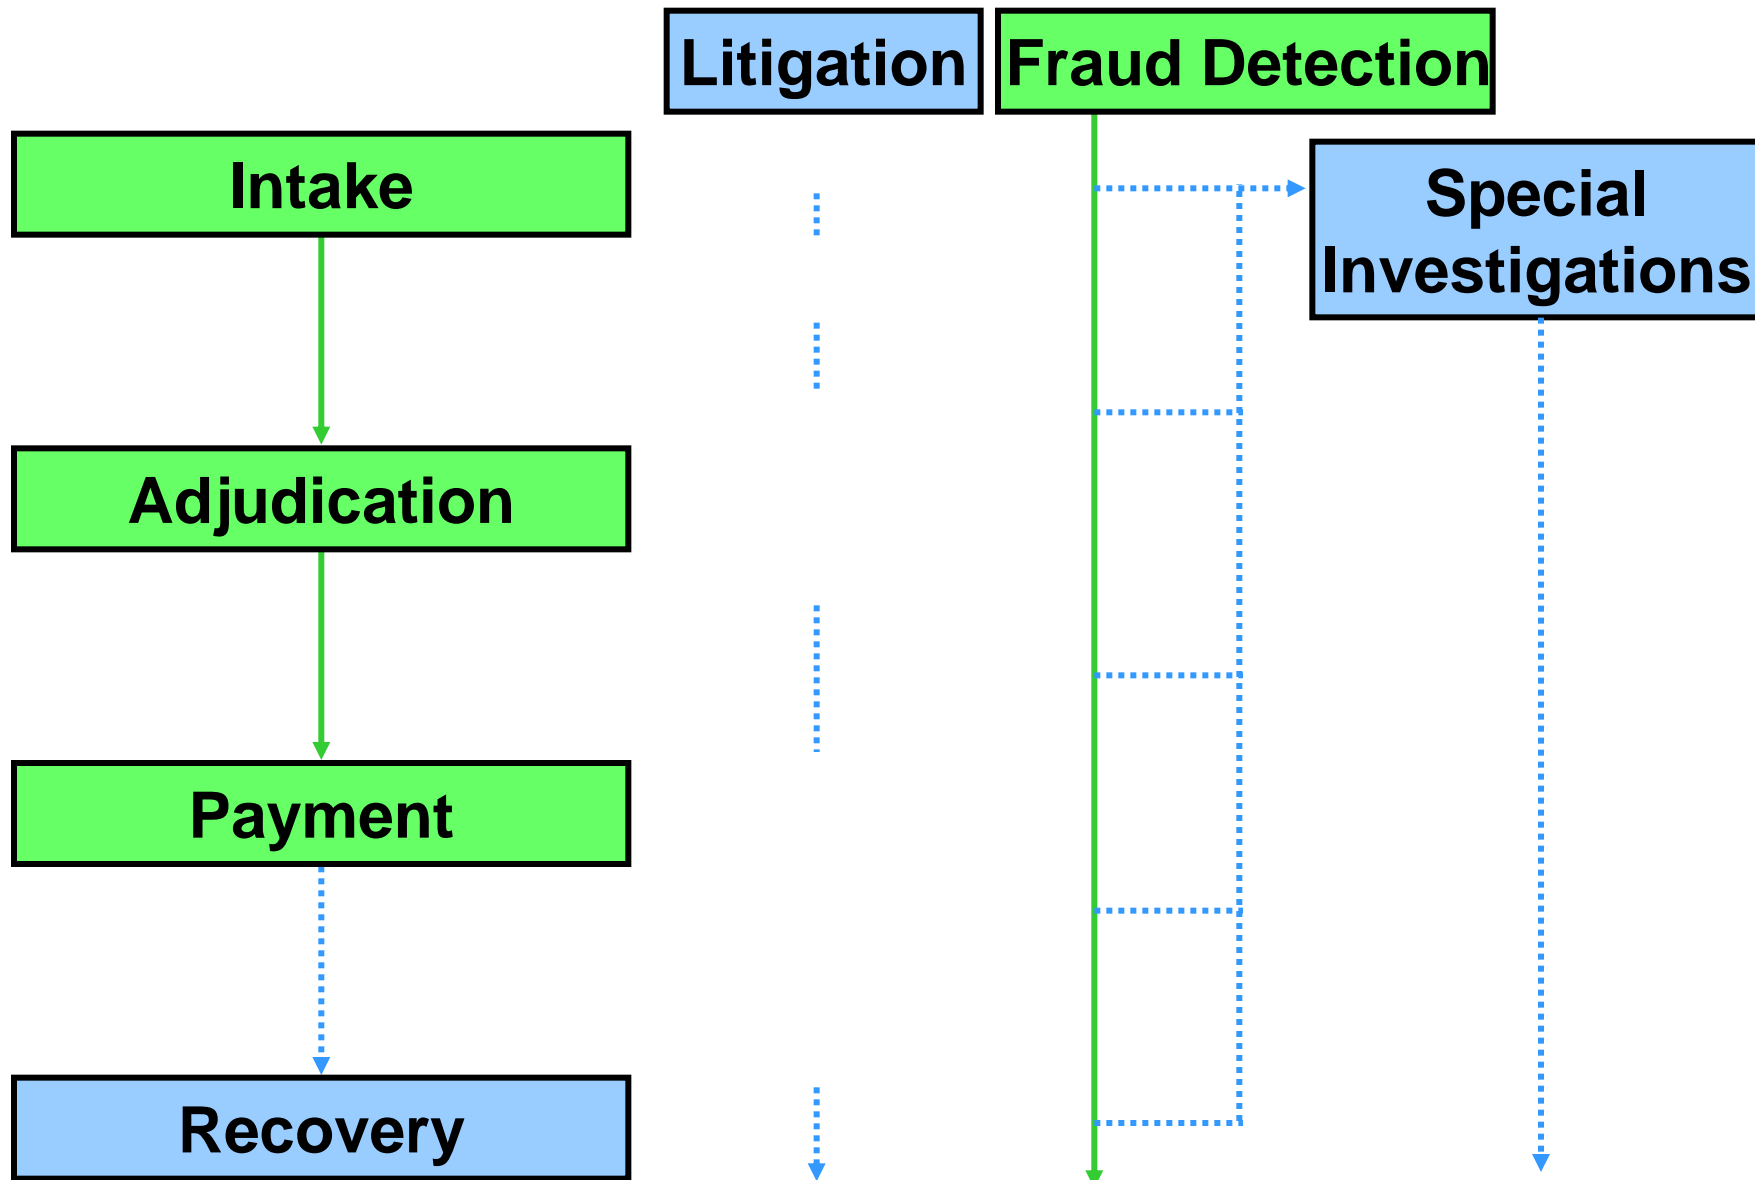 Litigation
Fraud Detection
Intake
Special
Investigations
Adjudication
Payment
Recovery